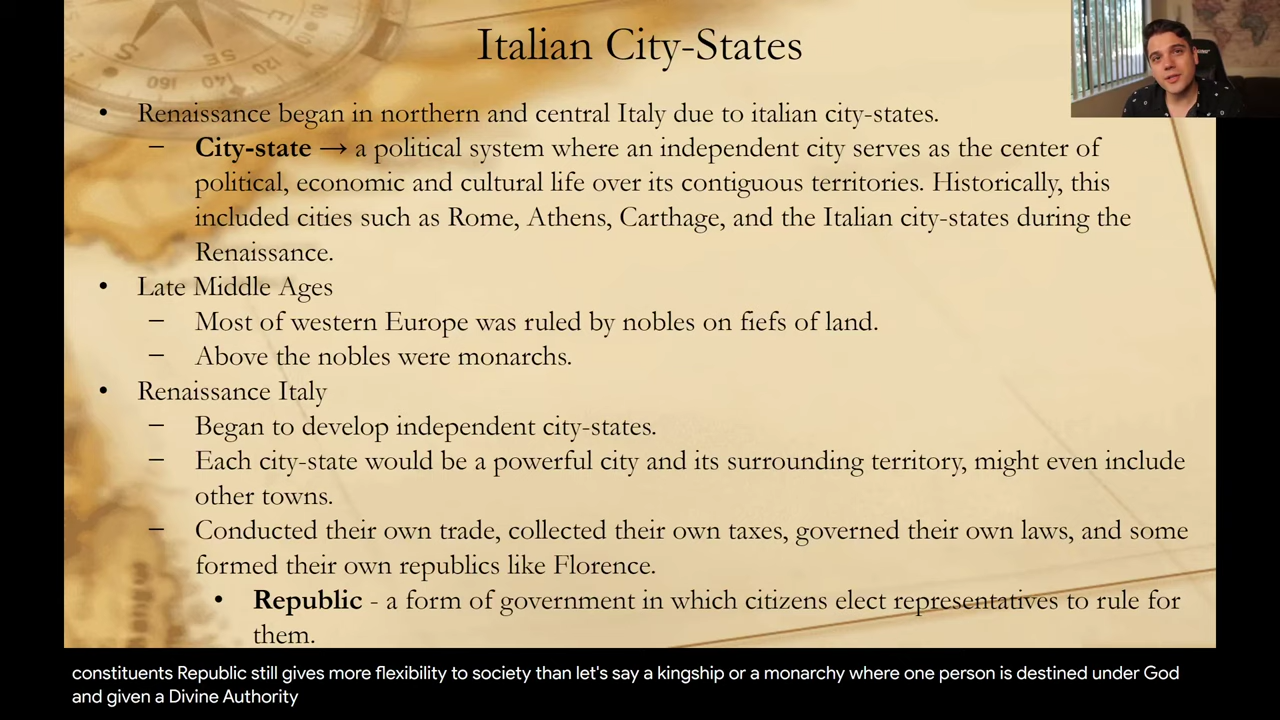 Italian City-States
• Renaissance began in northern and central Italy due to italian city-states.
– City-state → a political system where an independent city serves as the center of
political, economic and cultural life over its contiguous territories. Historically, this
included cities such as Rome, Athens, Carthage, and the Italian city-states during the
Renaissance.
• Late Middle Ages
– Most of western Europe was ruled by nobles on fiefs of land.
– Above the nobles were monarchs.
• Renaissance Italy
– Began to develop independent city-states.
– Each city-state would be a powerful city and its surrounding territory, might even include
other towns.
– Conducted their own trade, collected their own taxes, governed their own laws, and some
formed their own republics like Florence.
• Republic - a form of government in which citizens elect representatives to rule for
them.
constituents Republic still gives more flexibility to society than let's say a kingship or a monarchy where one person is destined under God
and given a Divine Authority